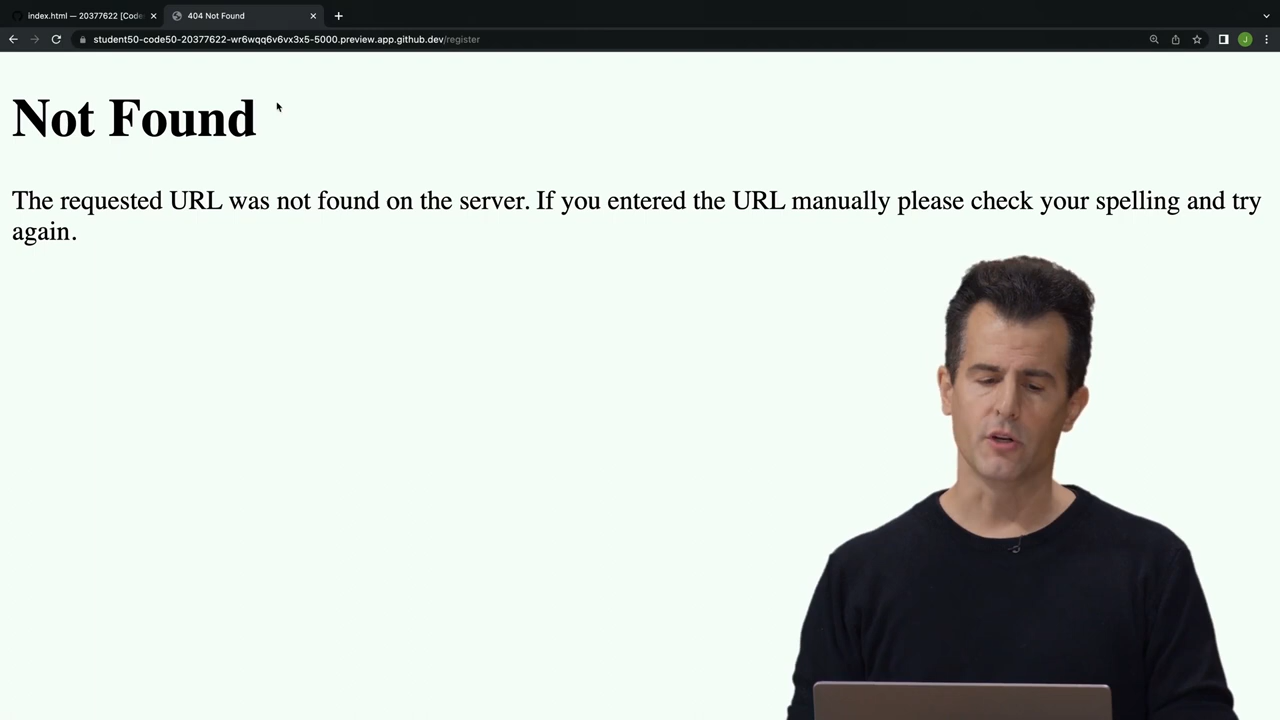 index.html — 20377622 [Code
404 Not Found
student50-code50-20377622-wr6wqq6v6vx3x5-5000.preview.app.github.dev/register
J
Not Found
The requested URL was not found on the server. If you entered the URL manually please check your spelling and try
again.